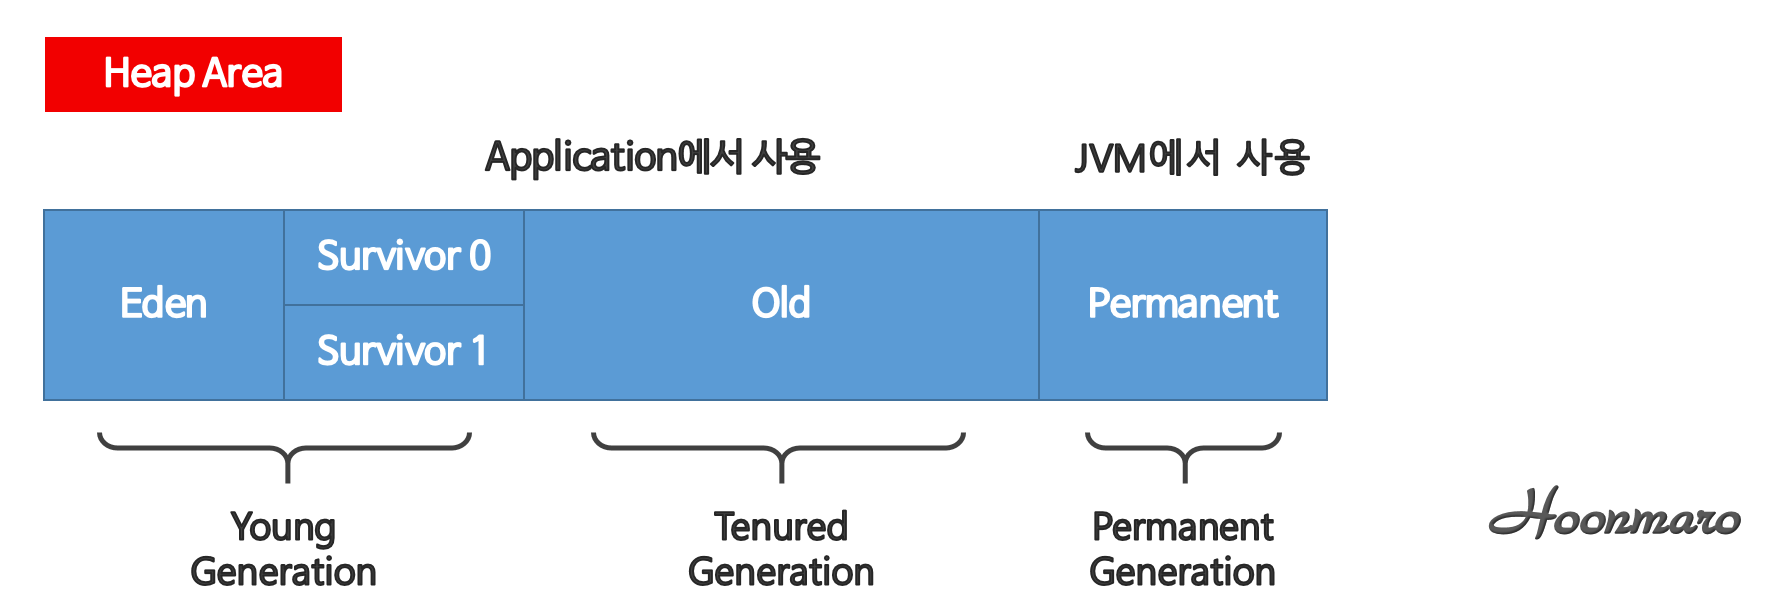 Heap Area
Application에서 사용
JVM에서 사용
Eden
Survivor 0
Survivor 1
Old
Permanent
Young
Generation
Tenured
Generation
Permanent
Generation
Hoonmaro